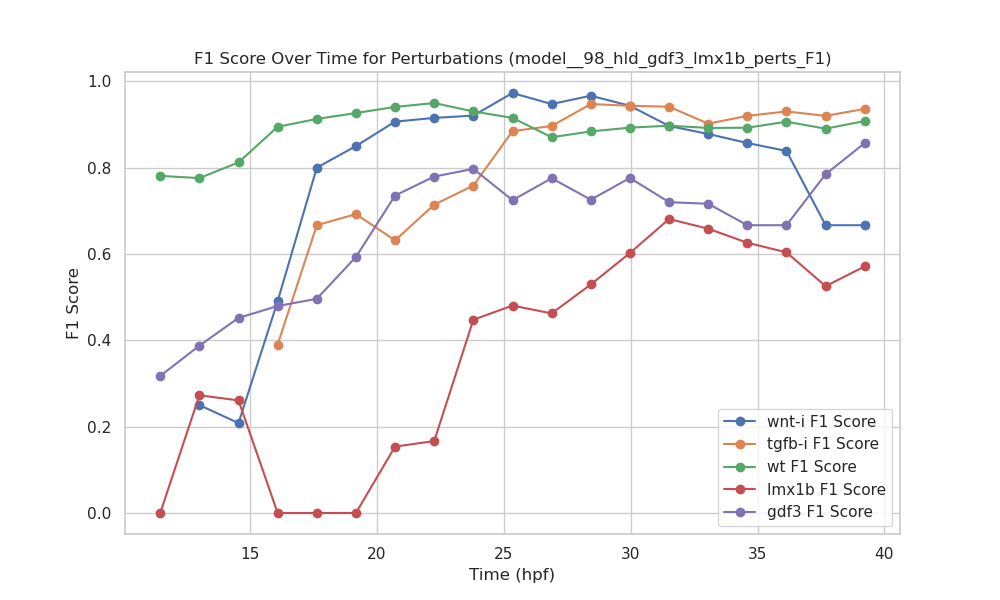 F1 Score Over Time for Perturbations (model__98_hld_gdf3_lmx1b_perts_F1)
F1 Score
1.0
0.8
0.6
0.4
0.2
0.0
15
20
25
30
35
40
Time (hpf)
wnt-i F1 Score
tgfb-i F1 Score
wt F1 Score
lmx1b F1 Score
gdf3 F1 Score